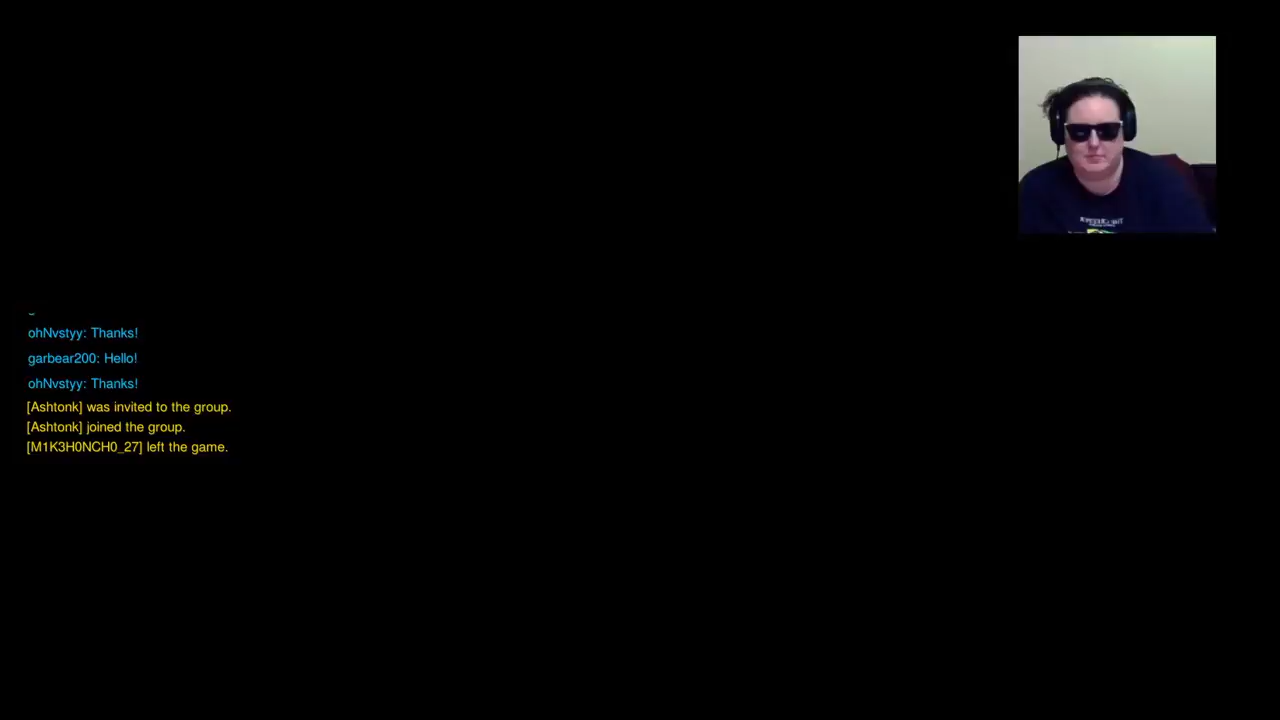 ohNvstyy: Thanks!
garbear200: Hello!
ohNvstyy: Thanks!
[Ashtonk] was invited to the group.
[Ashtonk] joined the group.
[M1K3H0NCH0_27] left the game.